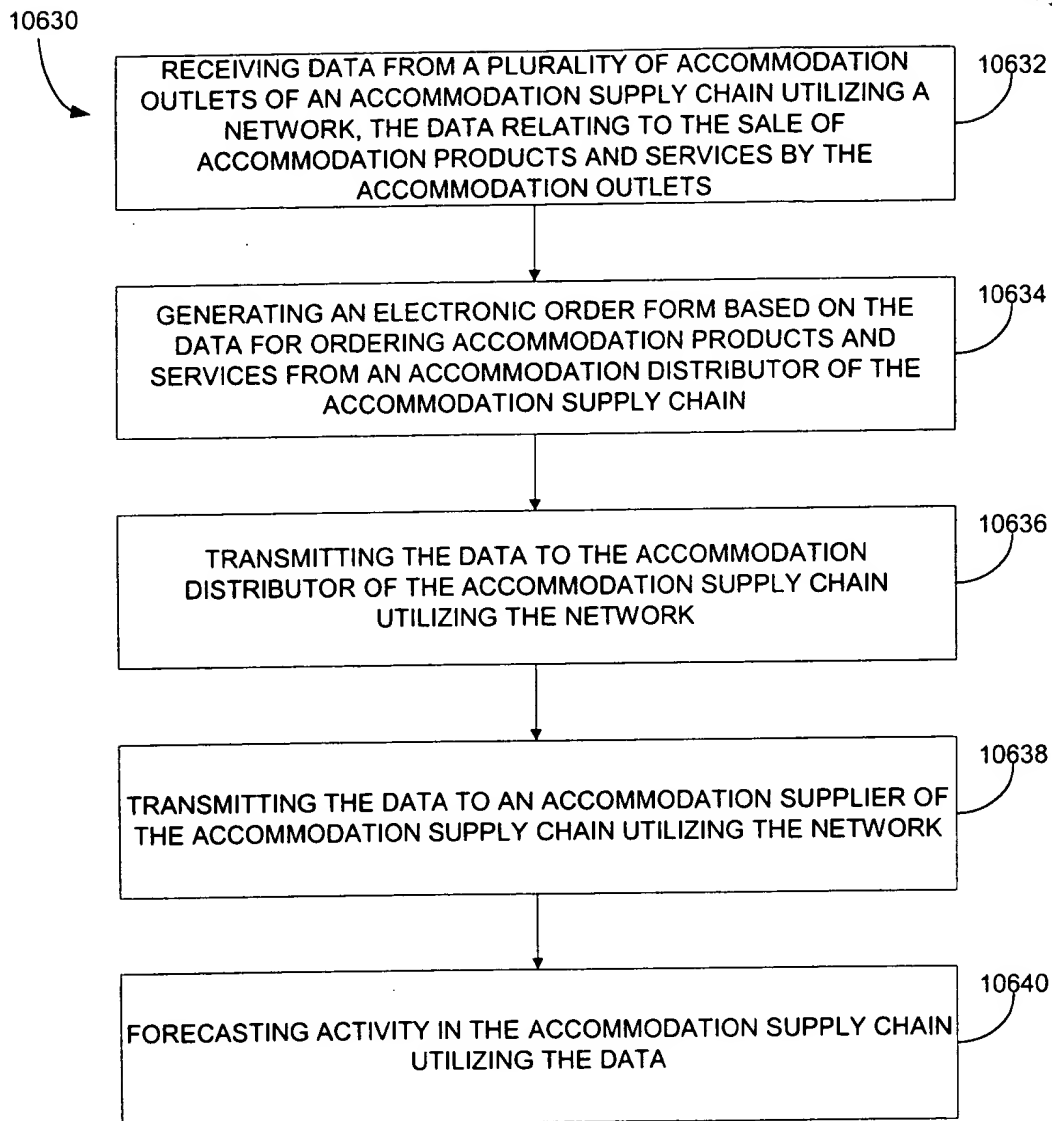 10630
RECEIVING DATA FROM A PLURALITY OF ACCOMMODATION
OUTLETS OF AN ACCOMMODATION SUPPLY CHAIN UTILIZING A
NETWORK, THE DATA RELATING TO THE SALE OF
ACCOMMODATION PRODUCTS AND SERVICES BY THE
ACCOMMODATION OUTLETS
10632
GENERATING AN ELECTRONIC ORDER FORM BASED ON THE
DATA FOR ORDERING ACCOMMODATION PRODUCTS AND
SERVICES FROM AN ACCOMMODATION DISTRIBUTOR OF THE
ACCOMMODATION SUPPLY CHAIN
10634
TRANSMITTING THE DATA TO THE ACCOMMODATION
DISTRIBUTOR OF THE ACCOMMODATION SUPPLY CHAIN
UTILIZING THE NETWORK
10636
TRANSMITTING THE DATA TO AN ACCOMMODATION SUPPLIER OF
THE ACCOMMODATION SUPPLY CHAIN UTILIZING THE NETWORK
10638
FORECASTING ACTIVITY IN THE ACCOMMODATION SUPPLY CHAIN
UTILIZING THE DATA
10640